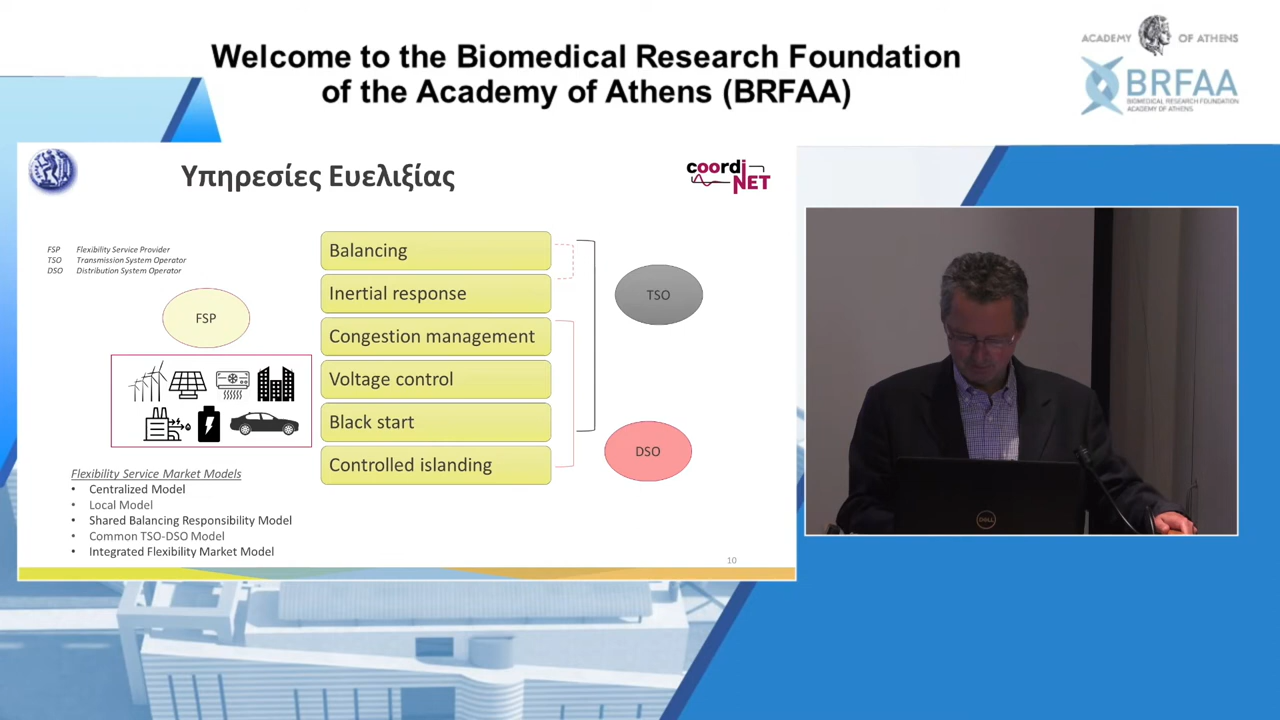 Welcome to the Biomedical Research Foundation
of the Academy of Athens (BRFAA)
ACADEMY OF ATHENS
BRFAA
BIOMEDICAL RESEARCH FOUNDATION
ACADEMY OF ATHENS
Υπηρεσίες Ευελιξίας
coordi
NET
FSP Flexibility Service Provider
TSO Transmission System Operator
DSO Distribution System Operator
FSP
Balancing
Inertial response
Congestion management
Voltage control
Black start
Controlled islanding
TSO
DSO
Flexibility Service Market Models
• Centralized Model
• Local Model
• Shared Balancing Responsibility Model
• Common TSO-DSO Model
• Integrated Flexibility Market Model
10
DELL